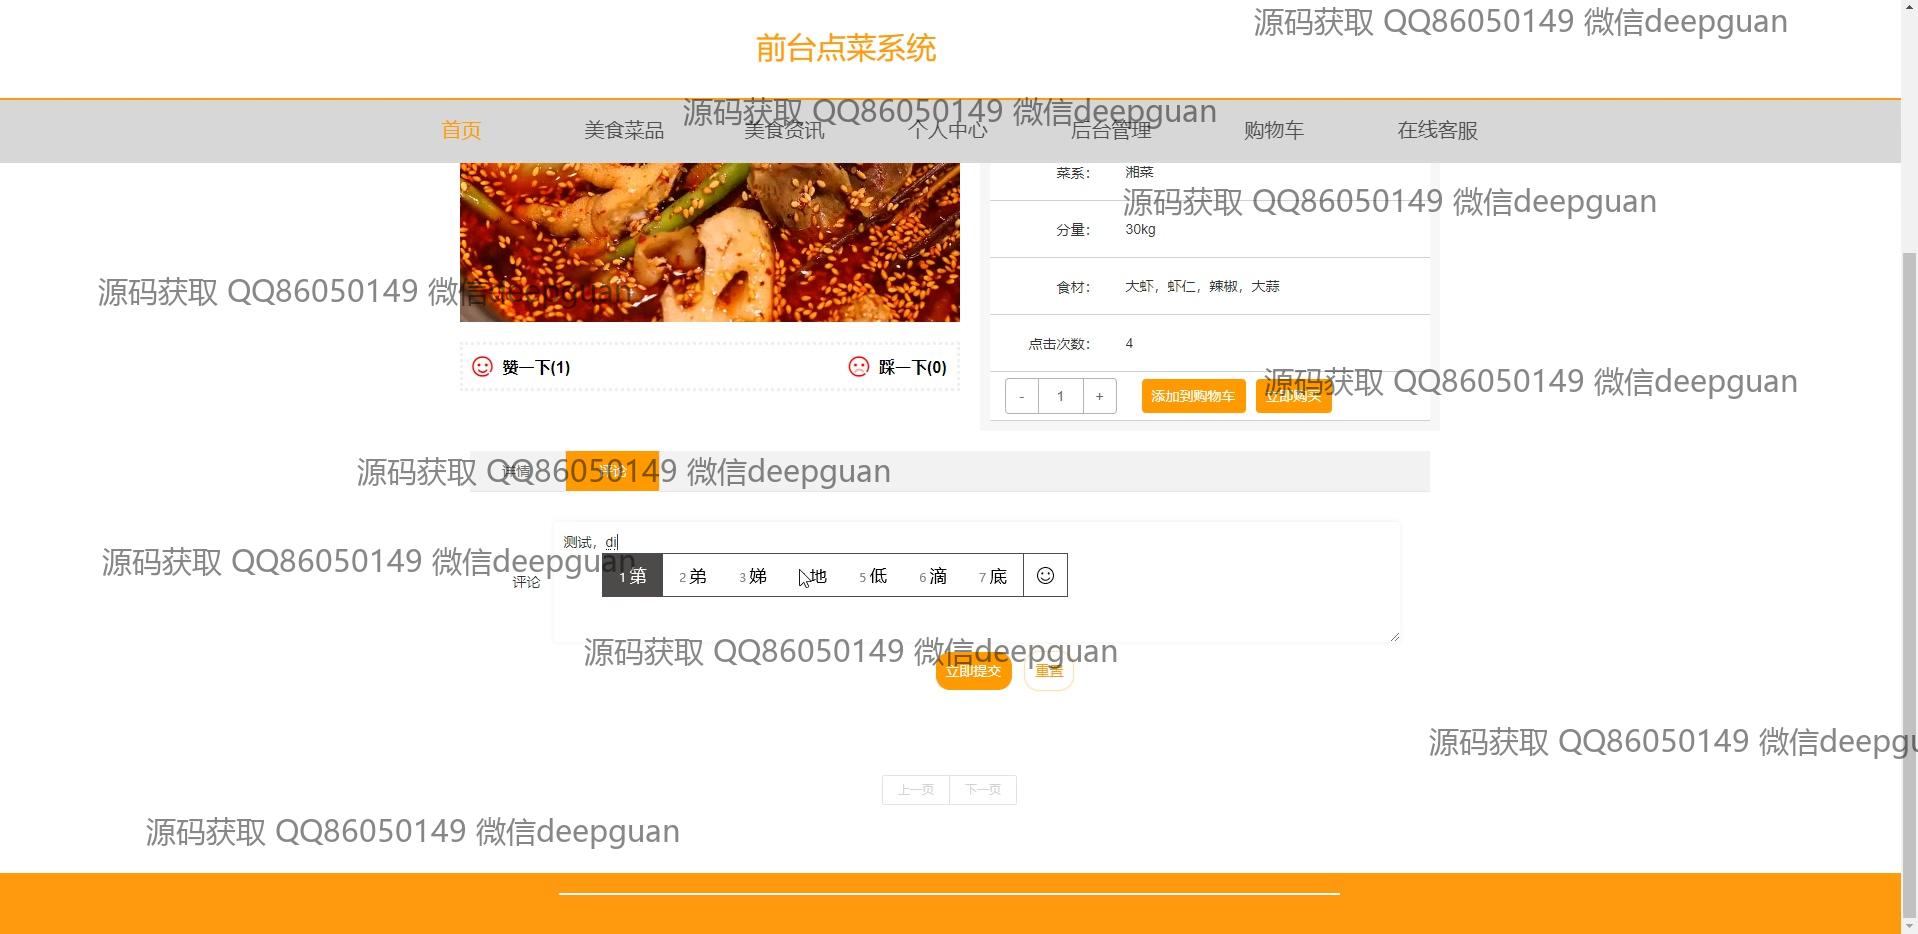 前台点菜系统
源码获取 QQ86050149 微信deepguan
源码获取 QQ86050149 微信deepguan
首页 美食菜品 美食资讯 个人中心 后台管理 购物车 在线客服
菜系： 湘菜
源码获取 QQ86050149 微信deepguan
分量： 30kg
源码获取 QQ86050149 微信deepguan
食材： 大虾，虾仁，辣椒，大蒜
点击次数： 4
赞一下(1) 踩一下(0)
源码获取 QQ86050149 微信deepguan
- 1 + 添加到购物车 立即购买
详情 评论
源码获取 QQ86050149 微信deepguan
测试，di
源码获取 QQ86050149 微信deepguan
评论
1 第 2 弟 3 娣 地 5 低 6 滴 7 底
源码获取 QQ86050149 微信deepguan
立即提交 重置
源码获取 QQ86050149 微信deepgu
上一页 下一页
源码获取 QQ86050149 微信deepguan